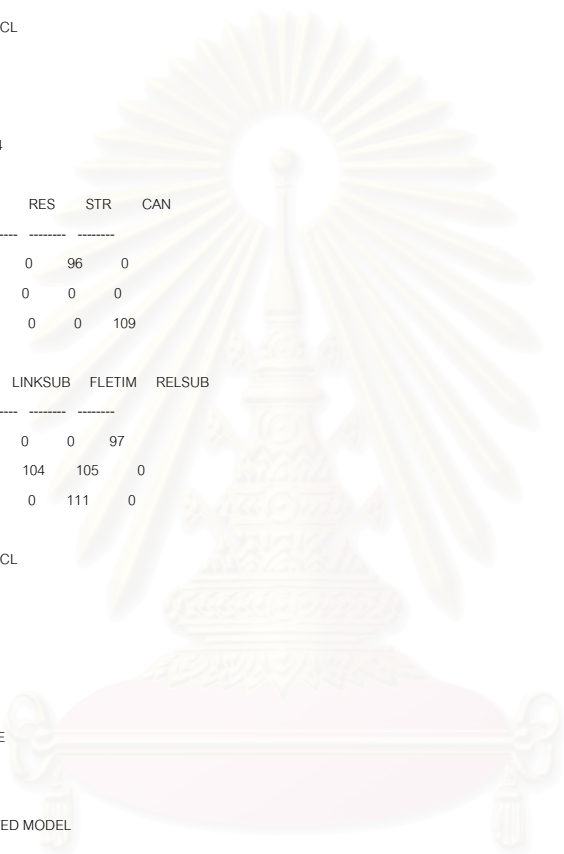 CL
4
RES STR CAN
---- -------- --------
0 96 0
0 0 0
0 0 109
LINKSUB FLETIM RELSUB
---- -------- --------
0 0 97
104 105 0
0 111 0
CL
E
ED MODEL